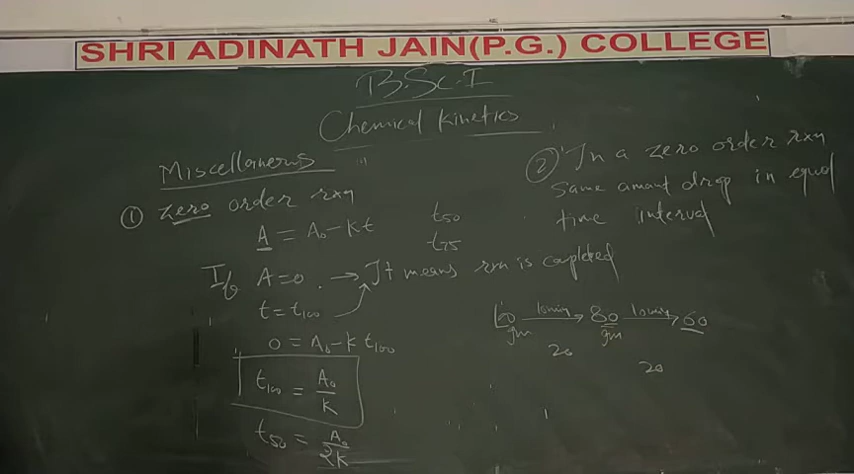 SHRI ADINATH JAIN(P.G.) COLLEGE
B.Sc.I
Chemical Kinetics
Miscellanerus
① zero order rxn
A = A₀ - Kt
t₅₀
t₇₅
If A=0. → It means rxn is completed
t = t₁₀₀
0 = A₀ - K t₁₀₀
t₁₀₀ = A₀/K
t₅₀ = A₀/2K
② In a zero order rxn
same amant drop in equal
time interval
100 gm 10min → 80 gm 10min → 60
20
20